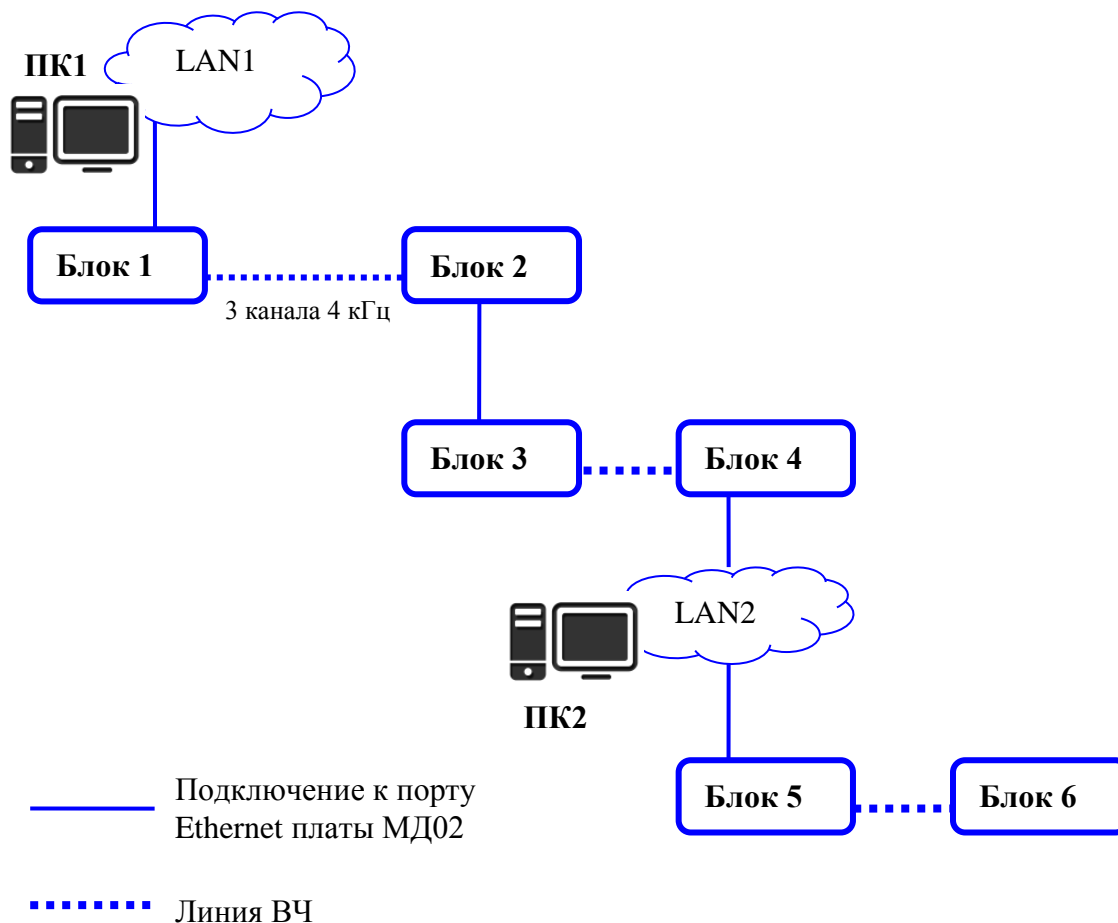 LAN1
ПК1
Блок 1
Блок 2
3 канала 4 кГц
Блок 3
Блок 4
LAN2
ПК2
Блок 5
Блок 6
Подключение к порту
Ethernet платы МД02
Линия ВЧ